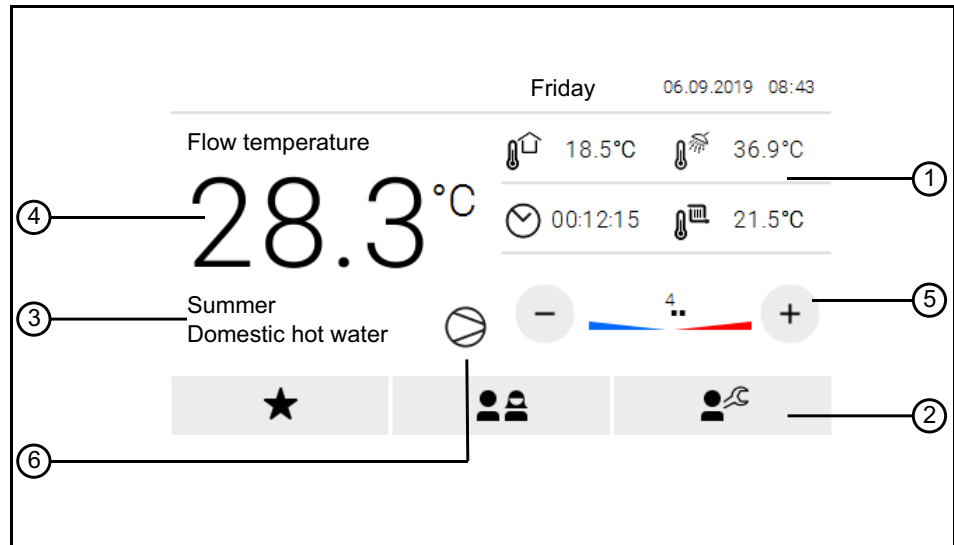 Friday 06.09.2019 08:43
Flow temperature
28.3°C
18.5°C 36.9°C
00:12:15 21.5°C
Summer
Domestic hot water
− 4 +
1
2
3
4
5
6